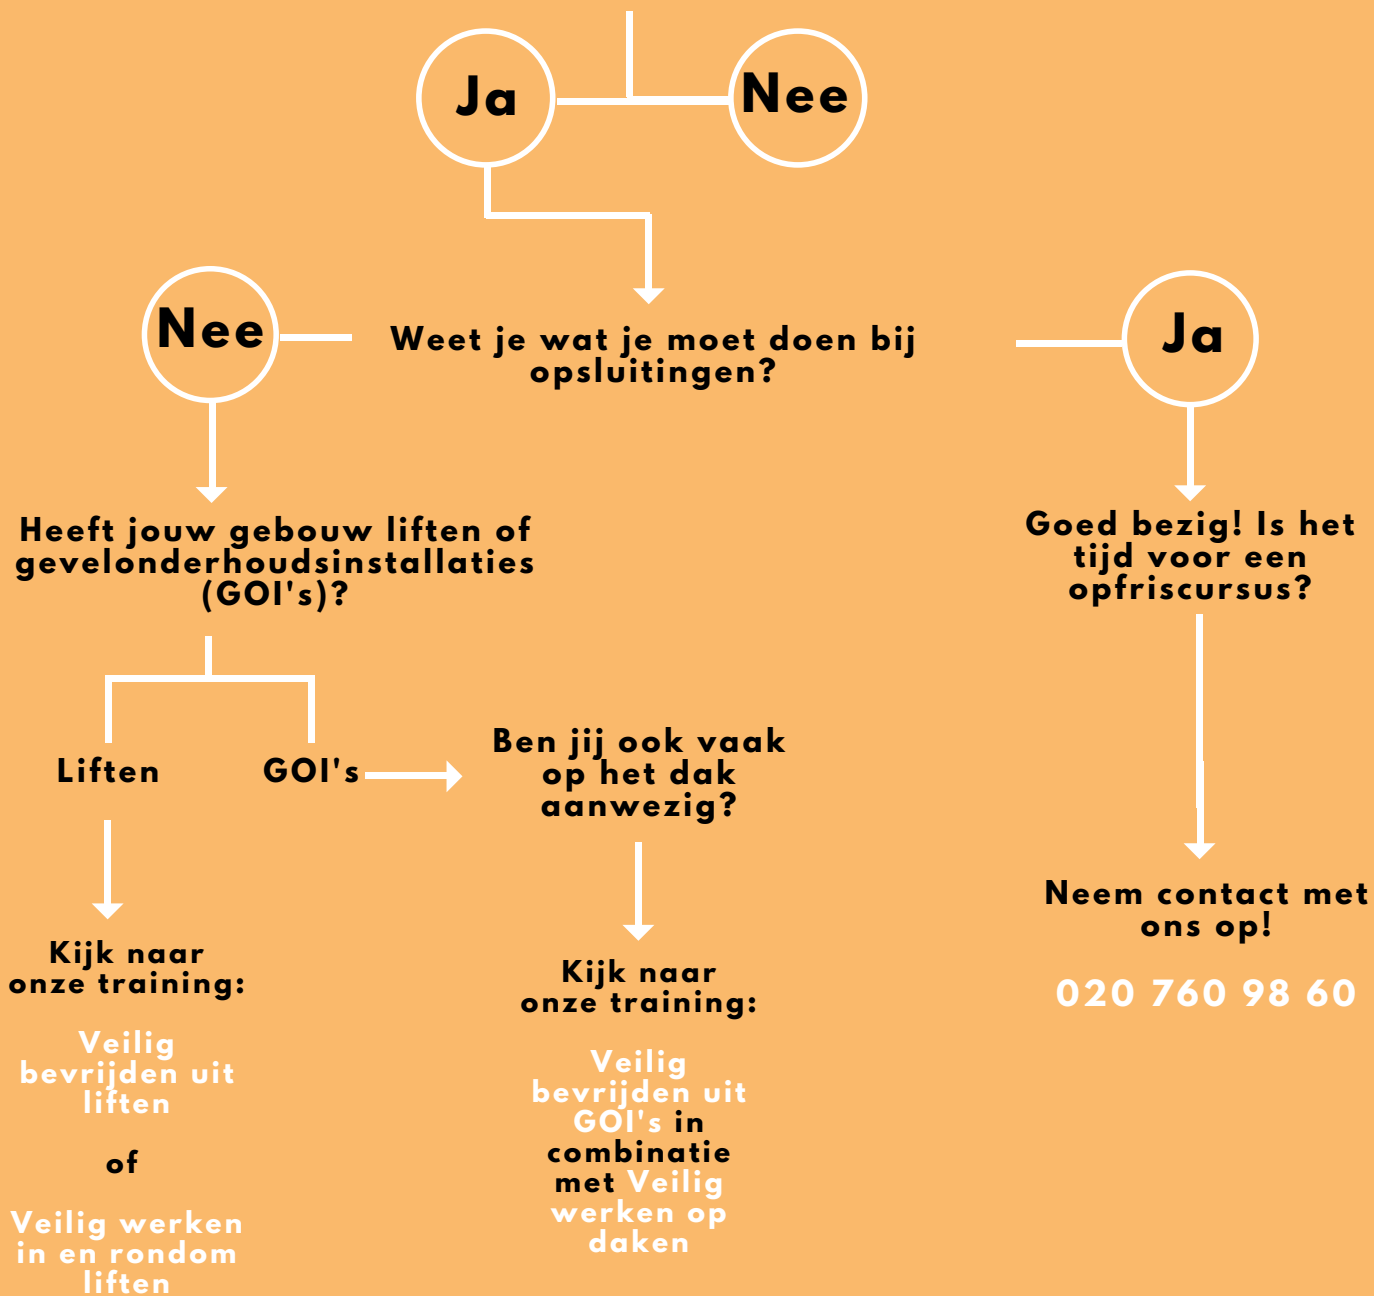 Ja
Nee
Nee
Weet je wat je moet doen bij
opsluitingen?
Ja
Heeft jouw gebouw liften of
gevelonderhoudsinstallaties
(GOI's)?
Goed bezig! Is het
tijd voor een
opfriscursus?
Liften
GOI's
Ben jij ook vaak
op het dak
aanwezig?
Kijk naar
onze training:
Veilig
bevrijden uit
liften
of
Veilig werken
in en rondom
liften
Kijk naar
onze training:
Veilig
bevrijden uit
GOI's in
combinatie
met Veilig
werken op
daken
Neem contact met
ons op!
020 760 98 60